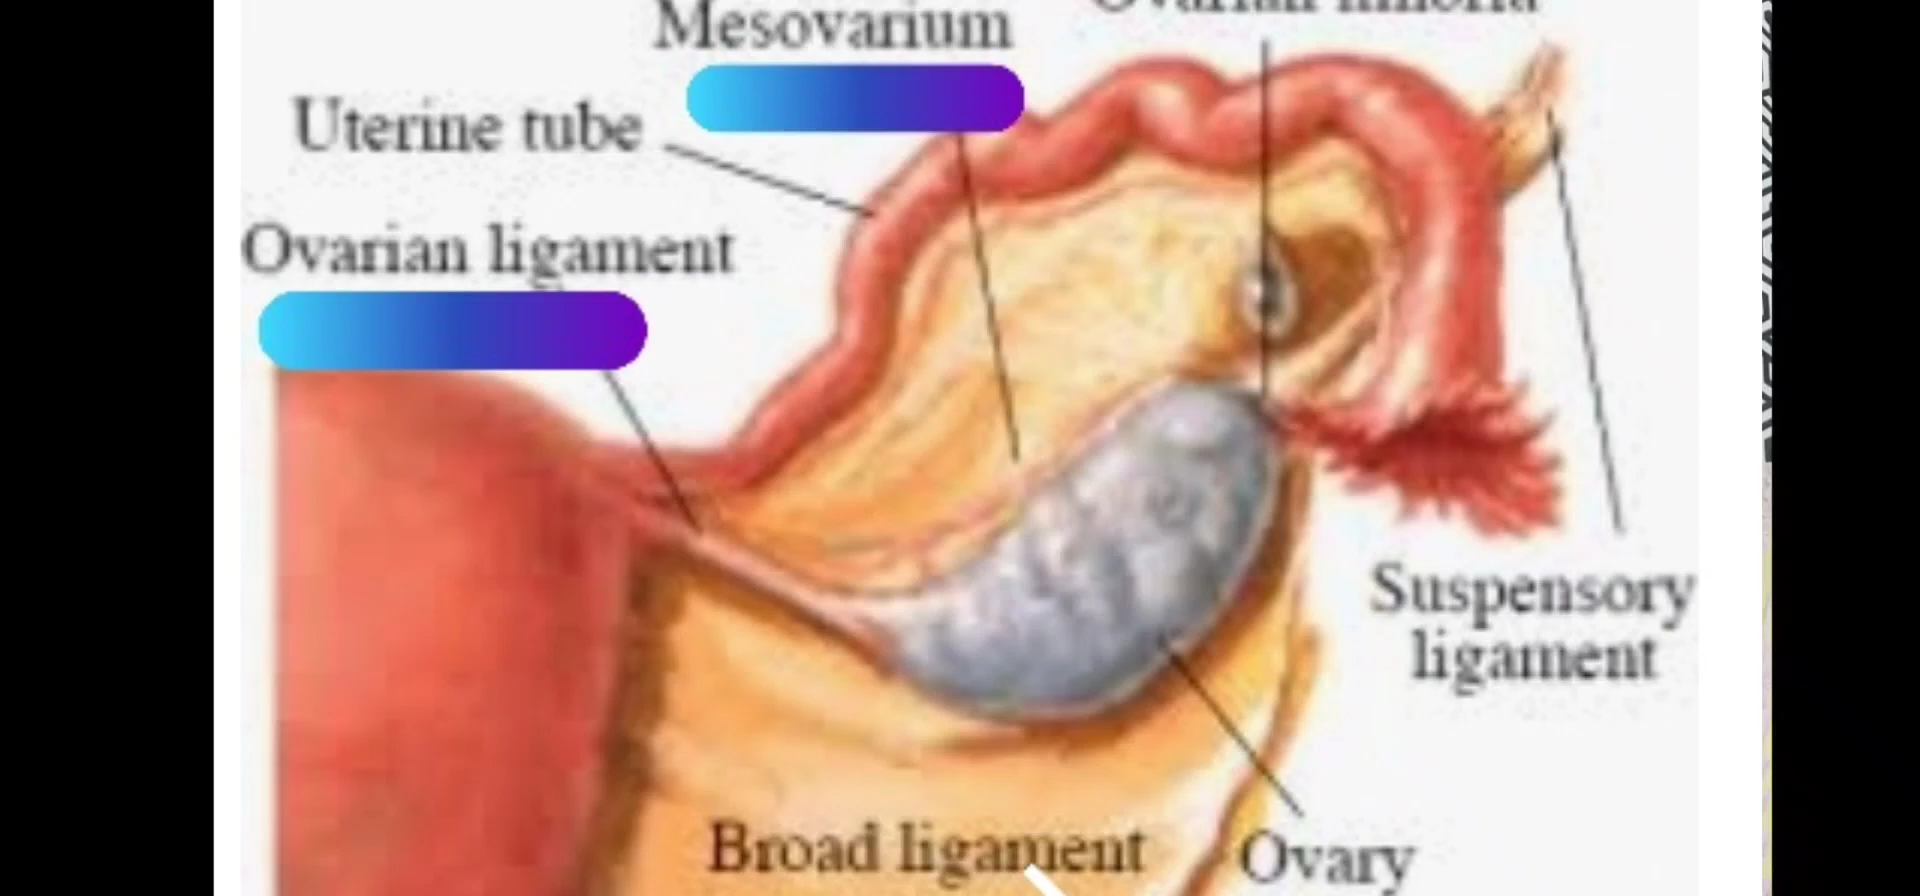 Mesovarium
Uterine tube
Ovarian ligament
Suspensory
ligament
Broad ligament
Ovary